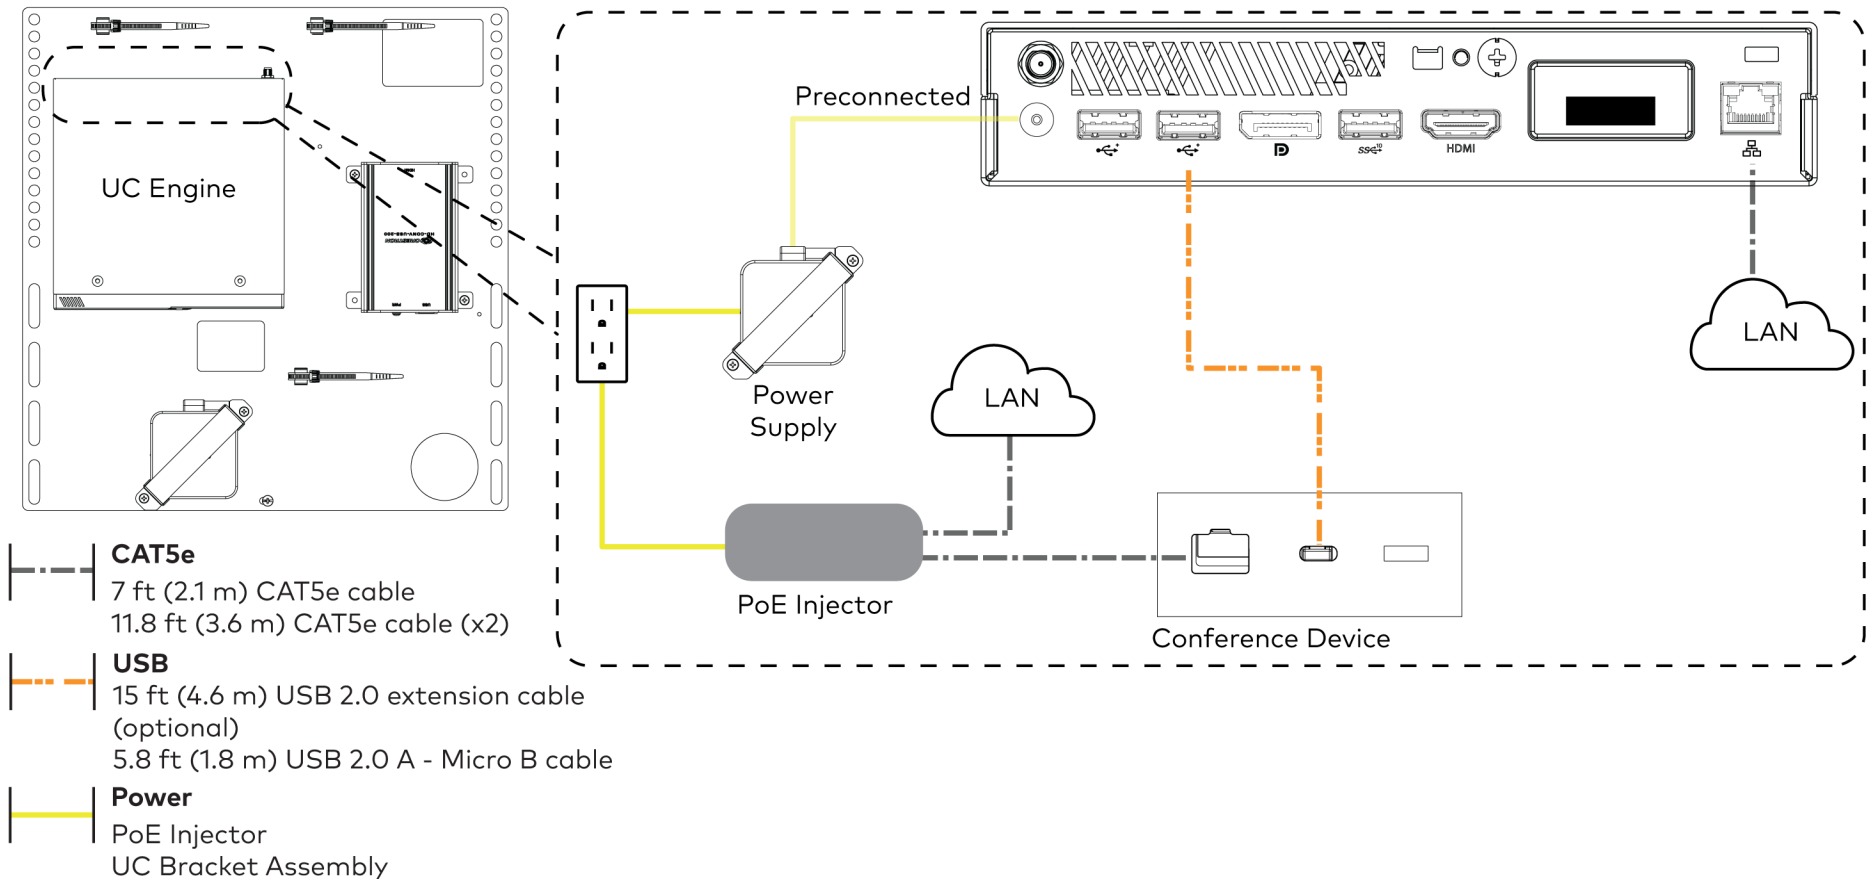 UC Engine
Preconnected
HDMI
LAN
LAN
Power
Supply
PoE Injector
Conference Device
CAT5e
7 ft (2.1 m) CAT5e cable
11.8 ft (3.6 m) CAT5e cable (x2)
USB
15 ft (4.6 m) USB 2.0 extension cable
(optional)
5.8 ft (1.8 m) USB 2.0 A - Micro B cable
Power
PoE Injector
UC Bracket Assembly